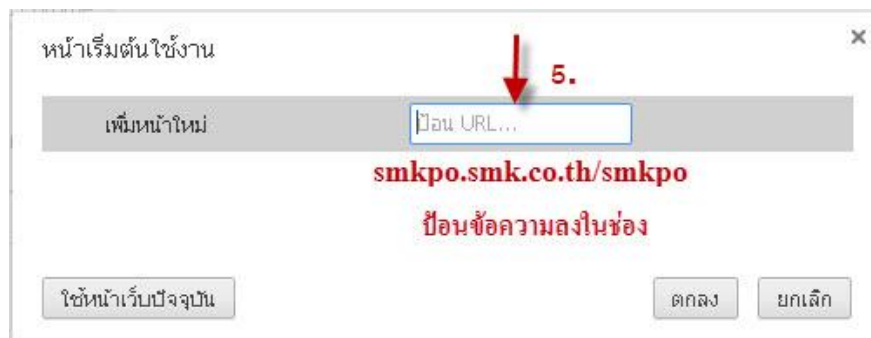 หน้าเริ่มต้นใช้งาน ×
5.
เพิ่มหน้าใหม่ ป้อน URL...
smkpo.smk.co.th/smkpo
ป้อนข้อความลงในช่อง
ใช้หน้าเว็บปัจจุบัน ตกลง ยกเลิก